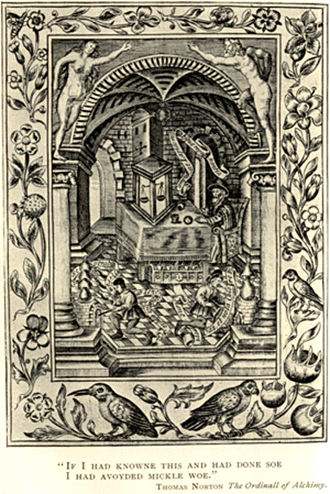 "If I had knowne this and had done soe
I had avoyded mickle woe."
Thomas Norton The Ordinall of Alchimy.